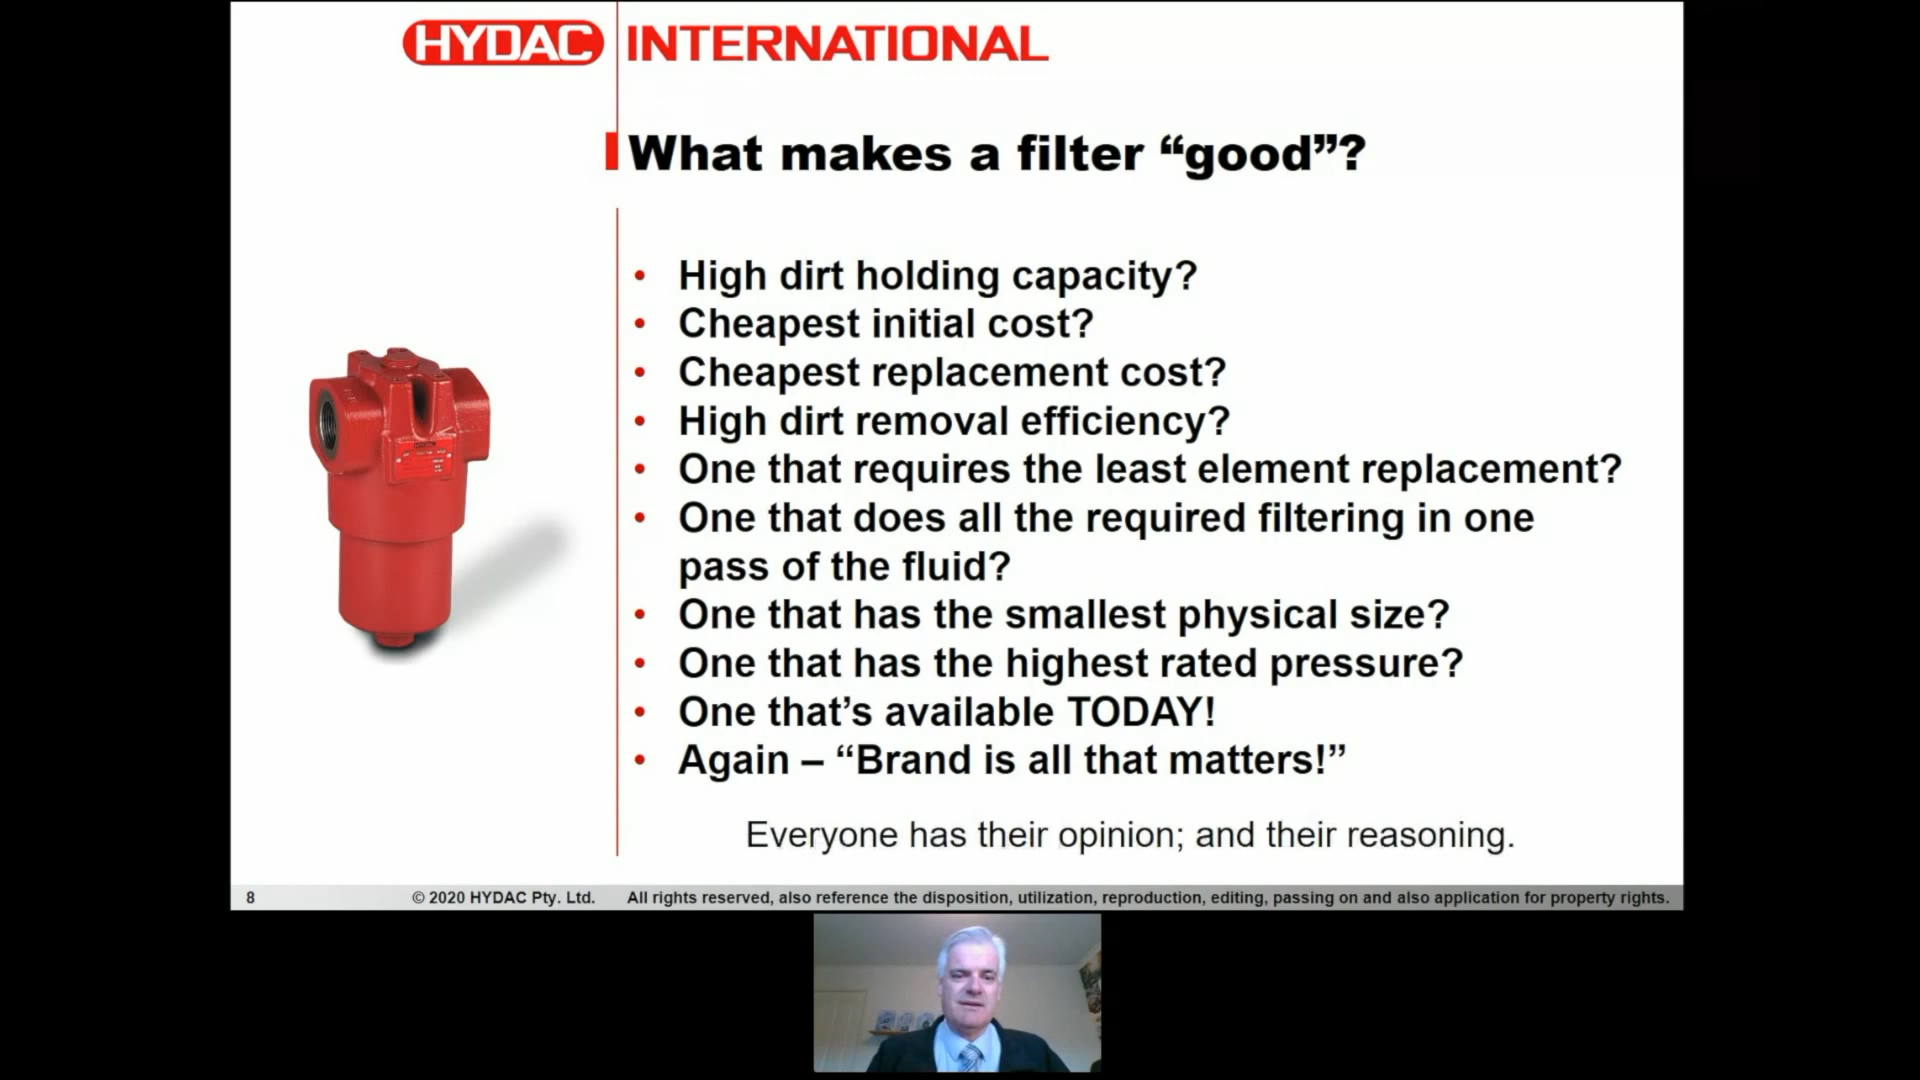 HYDAC INTERNATIONAL
What makes a filter “good”?
• High dirt holding capacity?
• Cheapest initial cost?
• Cheapest replacement cost?
• High dirt removal efficiency?
• One that requires the least element replacement?
• One that does all the required filtering in one
pass of the fluid?
• One that has the smallest physical size?
• One that has the highest rated pressure?
• One that’s available TODAY!
• Again – “Brand is all that matters!”
Everyone has their opinion; and their reasoning.
8 © 2020 HYDAC Pty. Ltd. All rights reserved, also reference the disposition, utilization, reproduction, editing, passing on and also application for property rights.